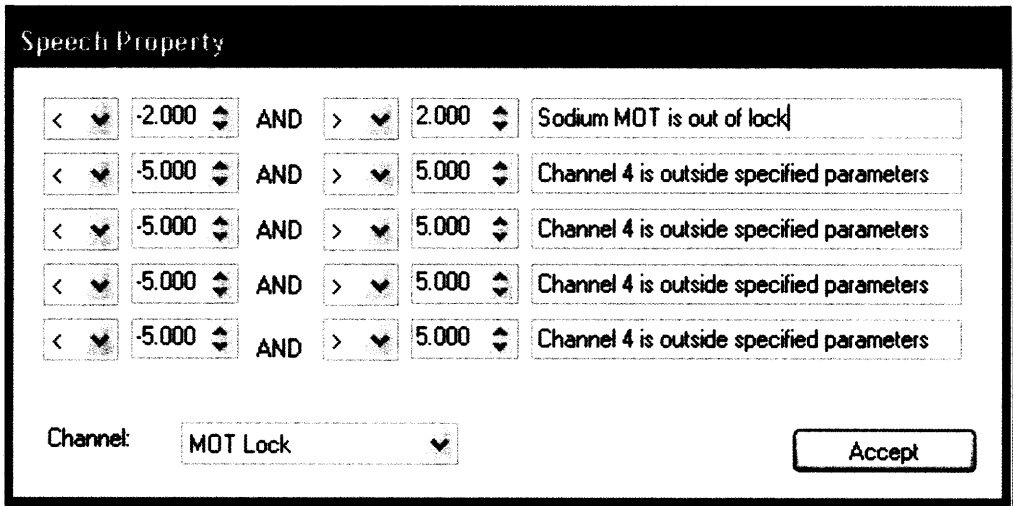 Speech Property
< -2.000 AND > 2.000 Sodium MOT is out of lock
< -5.000 AND > 5.000 Channel 4 is outside specified parameters
< -5.000 AND > 5.000 Channel 4 is outside specified parameters
< -5.000 AND > 5.000 Channel 4 is outside specified parameters
< -5.000 AND > 5.000 Channel 4 is outside specified parameters
Channel: MOT Lock Accept